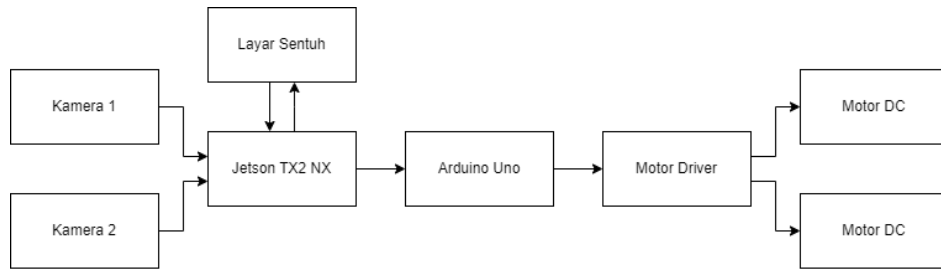 Layar Sentuh
Kamera 1
Motor DC
Jetson TX2 NX
Arduino Uno
Motor Driver
Kamera 2
Motor DC